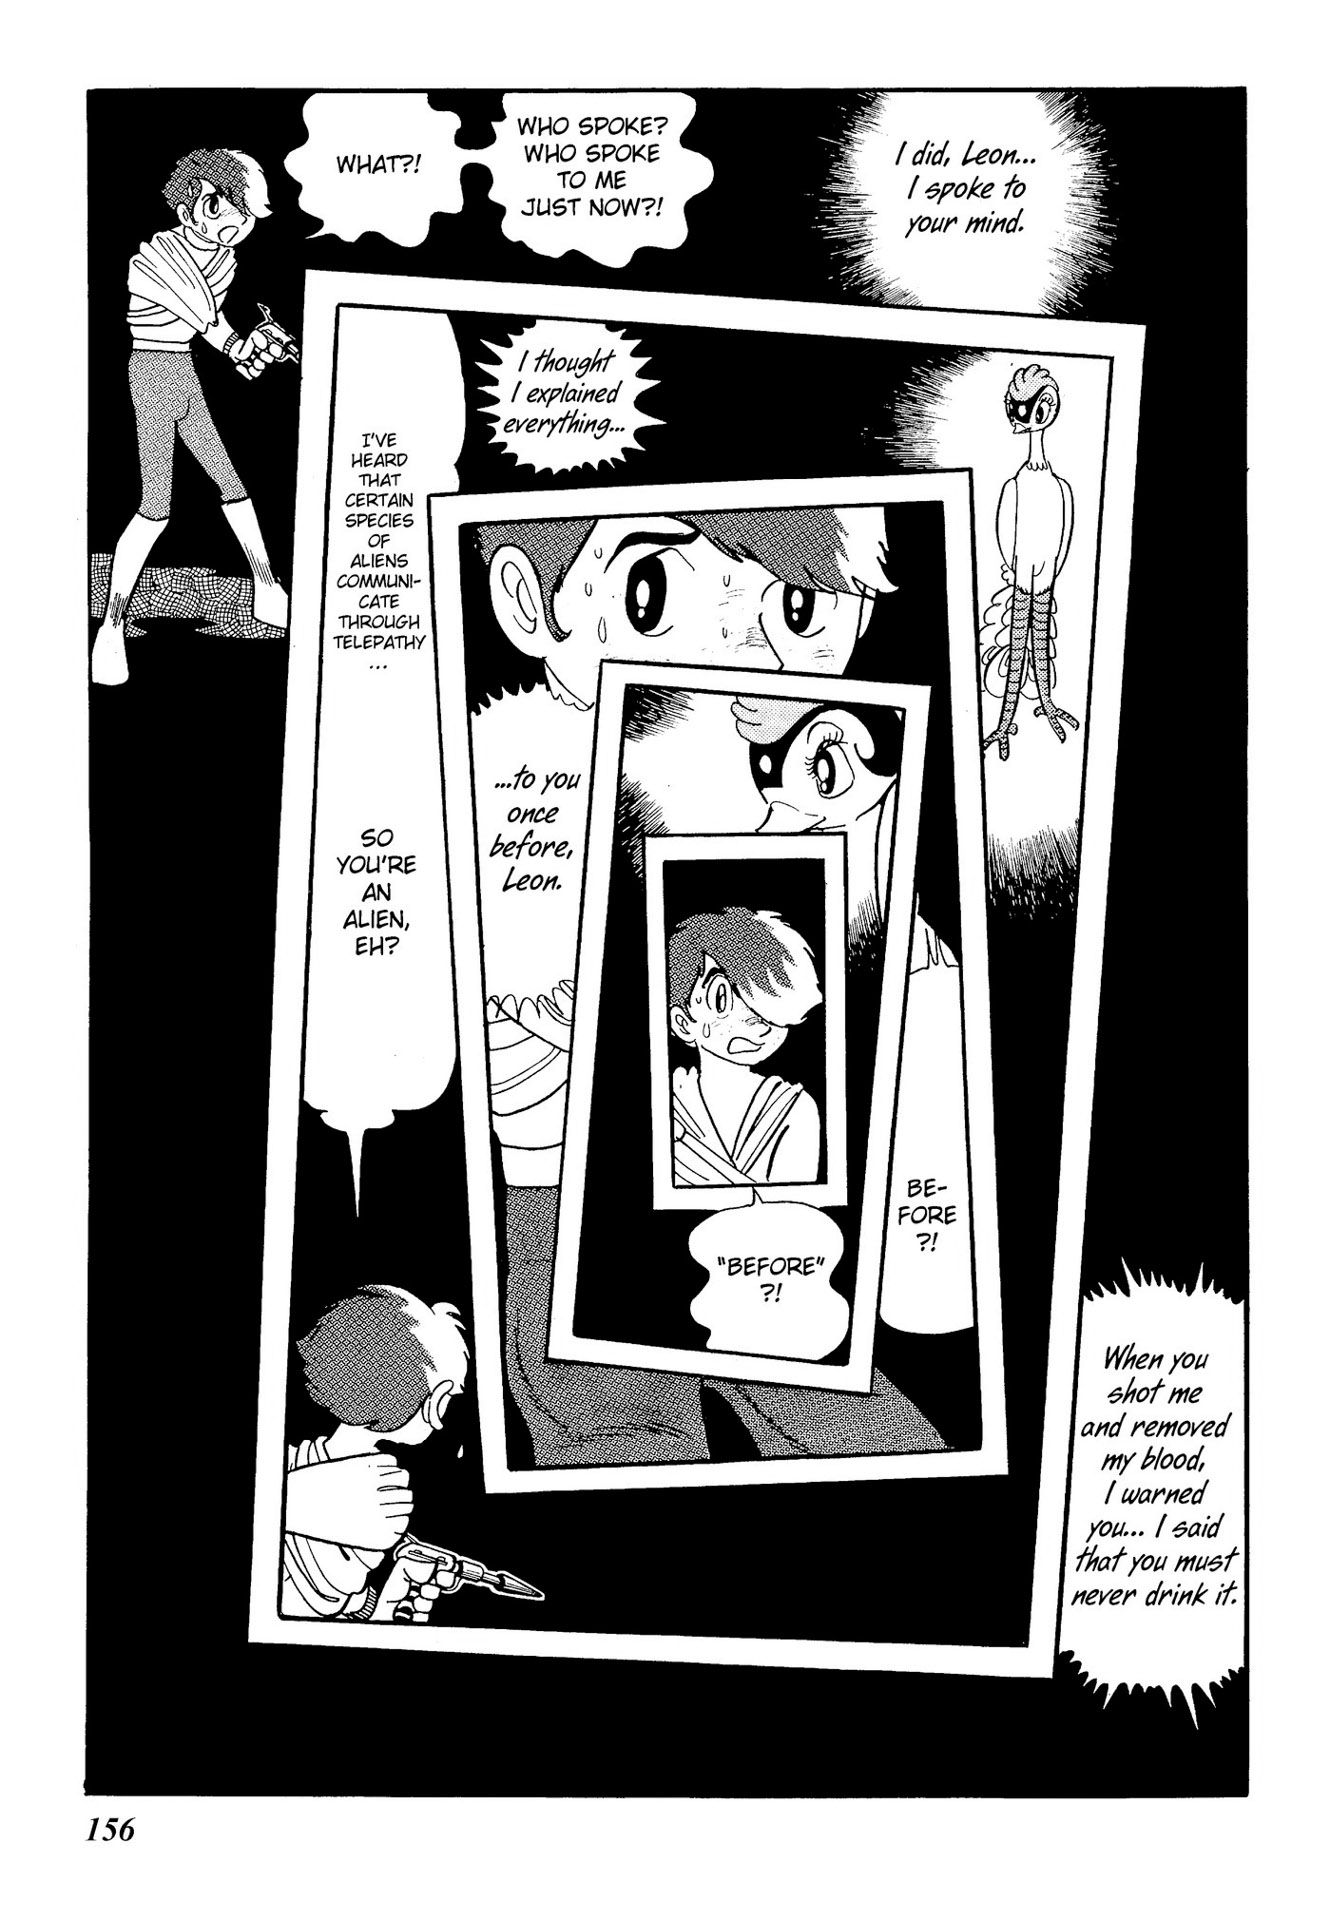 WHAT?!
WHO SPOKE?
WHO SPOKE
TO ME
JUST NOW?!
I did, Leon...
I spoke to
your mind.
I'VE
HEARD
THAT
CERTAIN
SPECIES
OF
ALIENS
COMMUNI-
CATE
THROUGH
TELEPATHY
...
SO
YOU'RE
AN
ALIEN,
EH?
I thought
I explained
everything...
...to you
once
before,
Leon.
BE-
FORE
?!
"BEFORE"
?!
When you
shot me
and removed
my blood,
I warned
you... I said
that you must
never drink it.
156